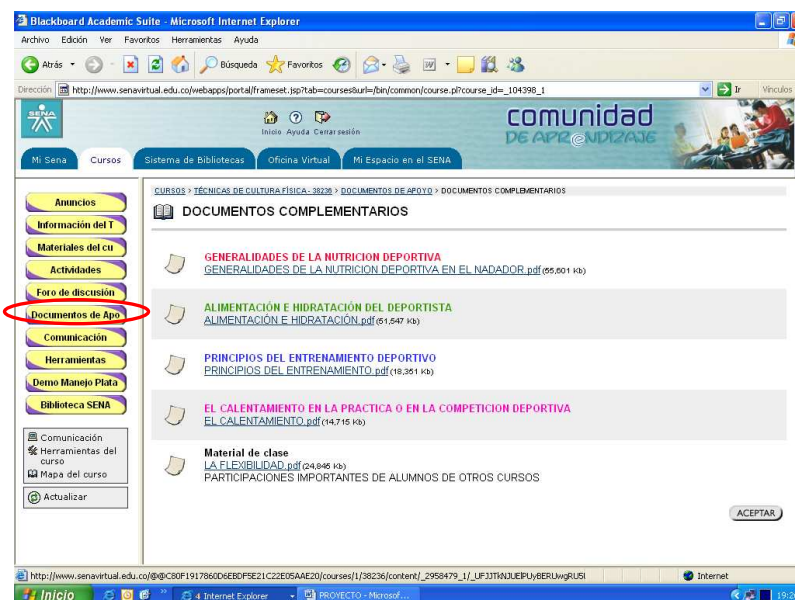 Blackboard Academic Suite - Microsoft Internet Explorer
Archivo Edición Ver Favoritos Herramientas Ayuda
Atrás Búsqueda Favoritos
Dirección http://www.senavirtual.edu.co/webapps/portal/frameset.jsp?tab=courses&url=/bin/common/course.pl?course_id=_104398_1 Ir Vínculos
SENA
Inicio Ayuda Cerrar sesión
comunidad
DE APR@NDIZAJE
Mi Sena Cursos Sistema de Bibliotecas Oficina Virtual Mi Espacio en el SENA
CURSOS > TÉCNICAS DE CULTURA FÍSICA - 38236 > DOCUMENTOS DE APOYO > DOCUMENTOS COMPLEMENTARIOS
DOCUMENTOS COMPLEMENTARIOS
Anuncios
Información del T
Materiales del cu
Actividades
Foro de discusión
Documentos de Apo
Comunicación
Herramientas
Demo Manejo Plata
Biblioteca SENA
Comunicación
Herramientas del
curso
Mapa del curso
Actualizar
GENERALIDADES DE LA NUTRICION DEPORTIVA
GENERALIDADES DE LA NUTRICION DEPORTIVA EN EL NADADOR.pdf (55,601 Kb)
ALIMENTACIÓN E HIDRATACIÓN DEL DEPORTISTA
ALIMENTACIÓN E HIDRATACIÓN.pdf (51,547 Kb)
PRINCIPIOS DEL ENTRENAMIENTO DEPORTIVO
PRINCIPIOS DEL ENTRENAMIENTO.pdf (18,351 Kb)
EL CALENTAMIENTO EN LA PRACTICA O EN LA COMPETICION DEPORTIVA
EL CALENTAMIENTO.pdf (14,715 Kb)
Material de clase
LA FLEXIBILIDAD.pdf (24,846 Kb)
PARTICIPACIONES IMPORTANTES DE ALUMNOS DE OTROS CURSOS
ACEPTAR
Internet
Inicio 4 Internet Explorer PROYECTO - Microsof...